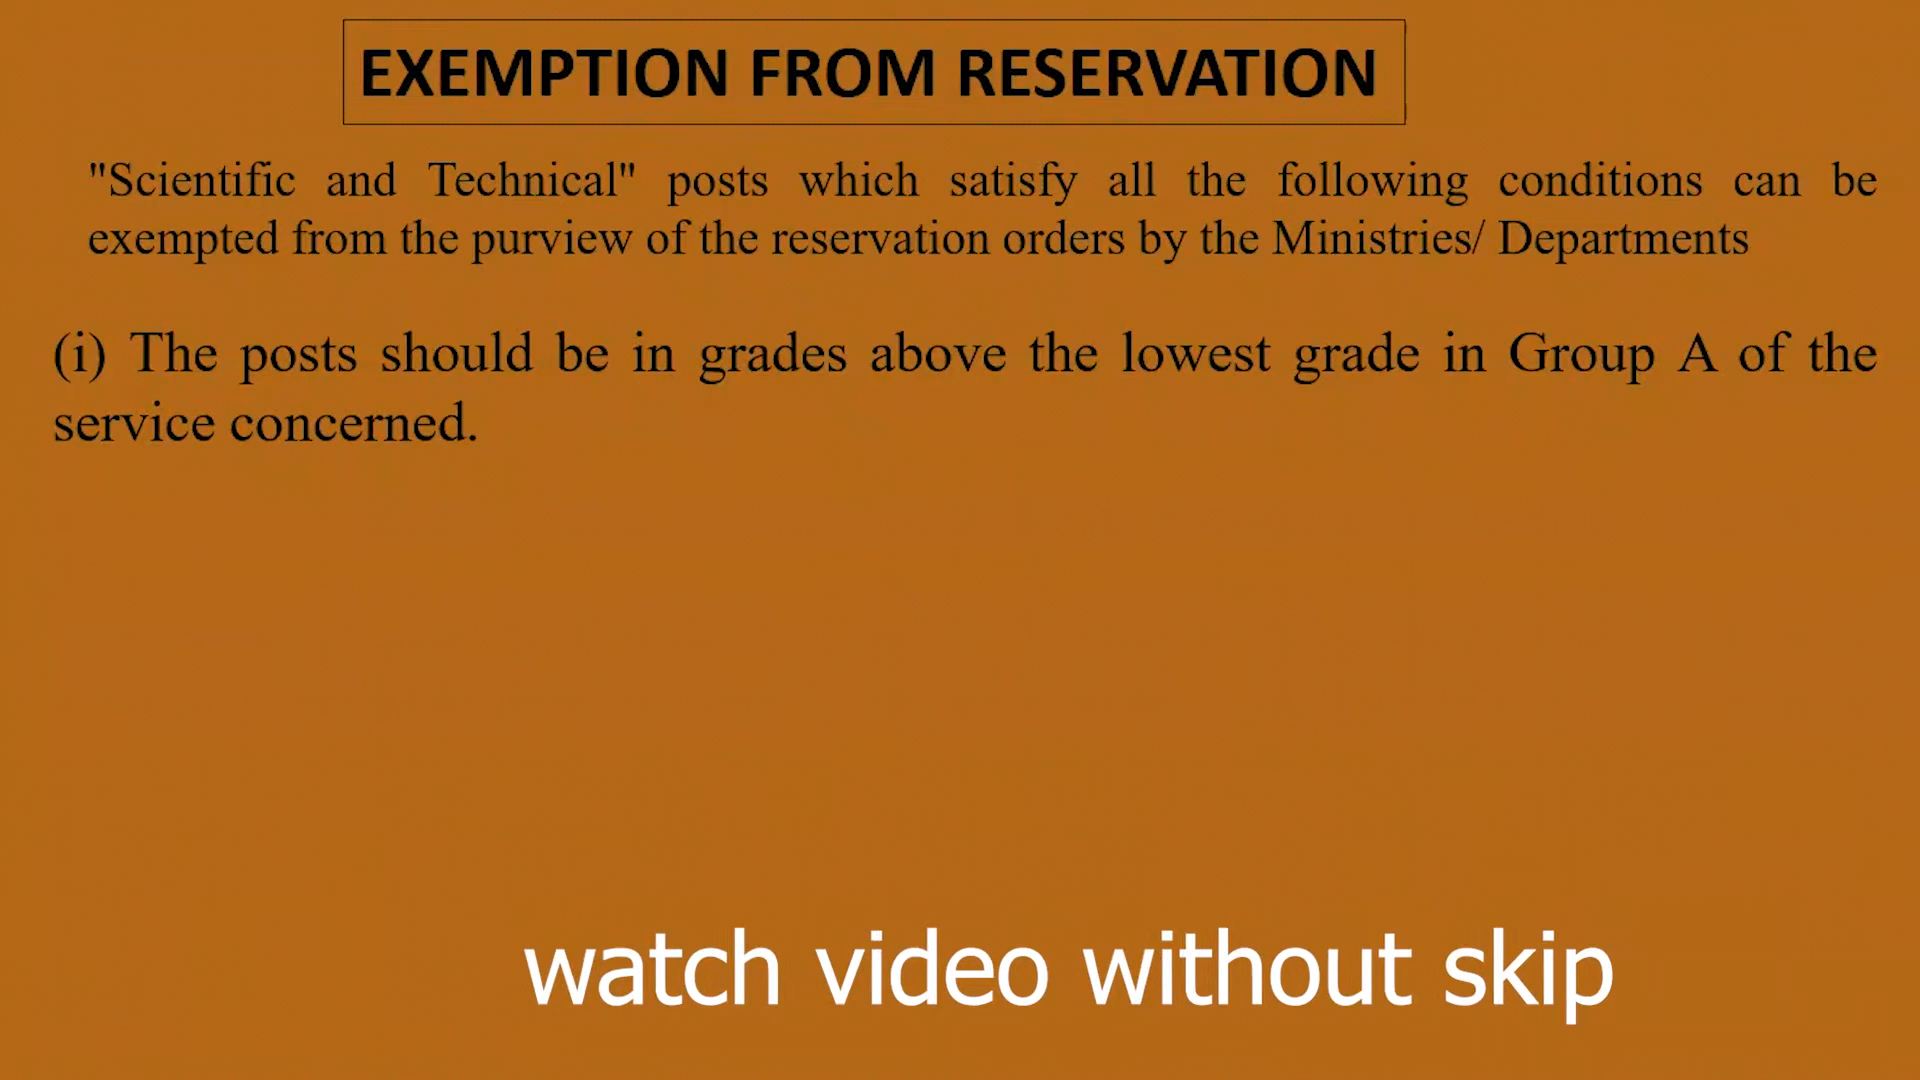 EXEMPTION FROM RESERVATION
"Scientific and Technical" posts which satisfy all the following conditions can be
exempted from the purview of the reservation orders by the Ministries/ Departments
(i) The posts should be in grades above the lowest grade in Group A of the
service concerned.
watch video without skip